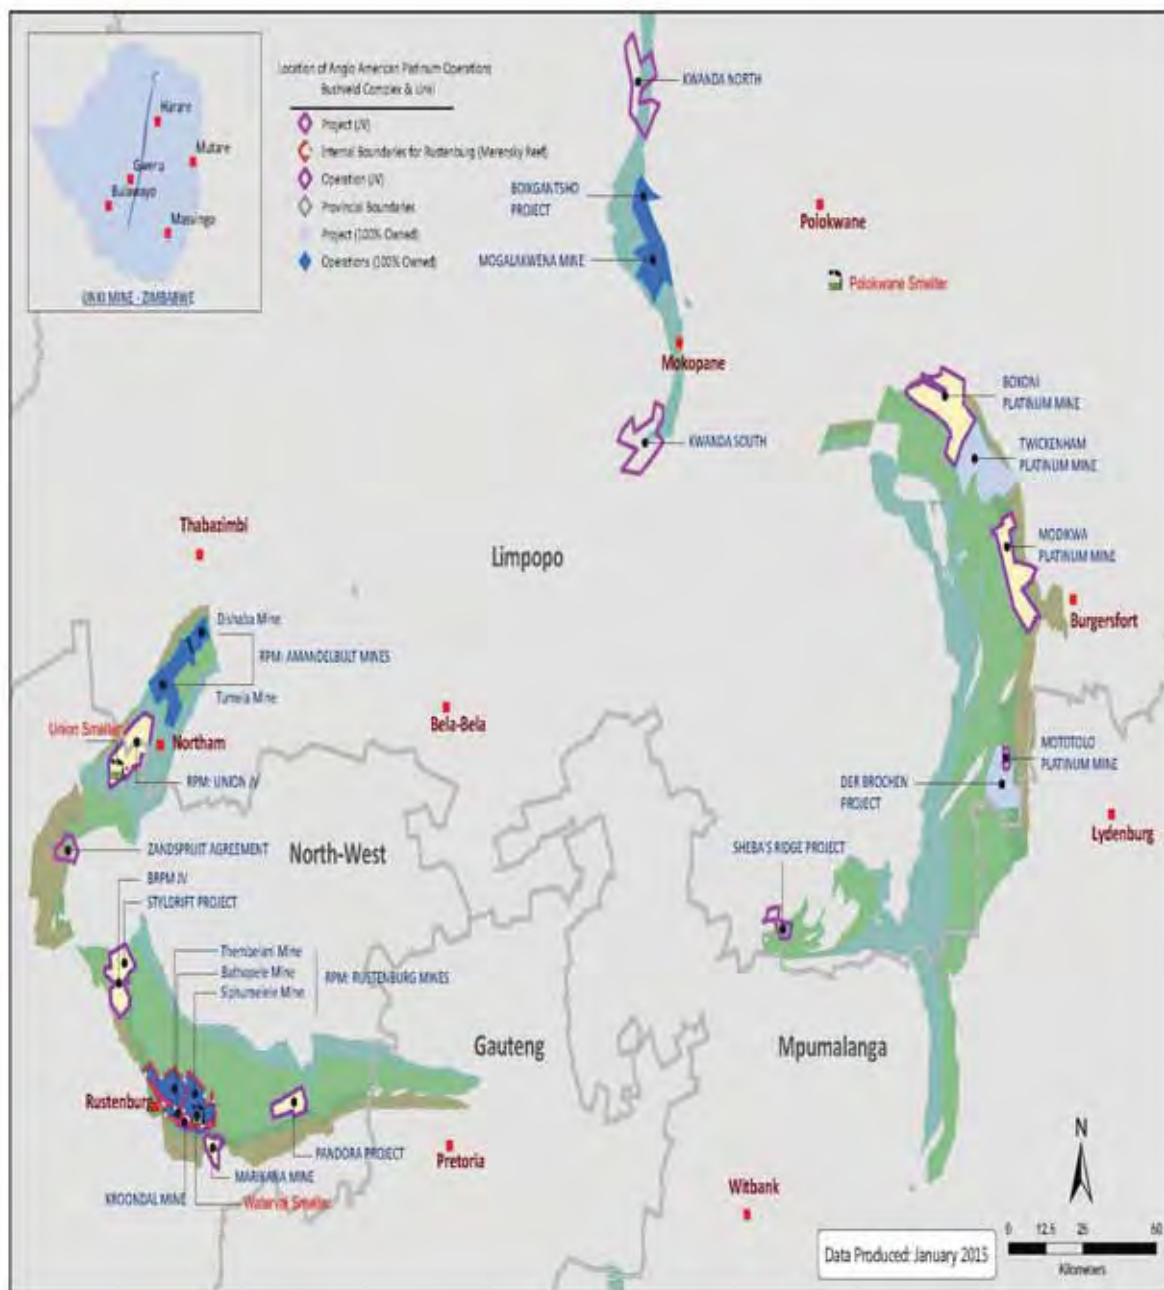 Harare
Mutare
Gweru
Bulawayo
Masvingo
UNKI MINE - ZIMBABWE
Location of Anglo American Platinum Operations
Bushveld Complex & Unki
Project (JV)
Internal Boundaries for Rustenburg (Merensky Reef)
Operation (JV)
Provincial Boundaries
Project (100% Owned)
Operations (100% Owned)
KWANDA NORTH
BOIKGANTSHO
PROJECT
MOGALAKWENA MINE
Polokwane
Polokwane Smelter
Mokopane
KWANDA SOUTH
BOKONI
PLATINUM MINE
TWICKENHAM
PLATINUM MINE
MODIKWA
PLATINUM MINE
Burgersfort
Thabazimbi
Limpopo
Dishaba Mine
RPM: AMANDELBULT MINES
Tumela Mine
Bela-Bela
Union Smelter
Northam
RPM: UNION JV
MOTOTOLO
PLATINUM MINE
DER BROCHEN
PROJECT
Lydenburg
ZANDSPRUIT AGREEMENT
North-West
SHEBA'S RIDGE PROJECT
BRPM JV
STYLDRIFT PROJECT
Thembelani Mine
Bathopele Mine
RPM: RUSTENBURG MINES
Siphumelele Mine
Gauteng
Mpumalanga
Rustenburg
PANDORA PROJECT
Pretoria
MARIKANA MINE
KROONDAL MINE
Waterval Smelter
Witbank
N
Data Produced: January 2015
0 12.5 25 50
Kilometers